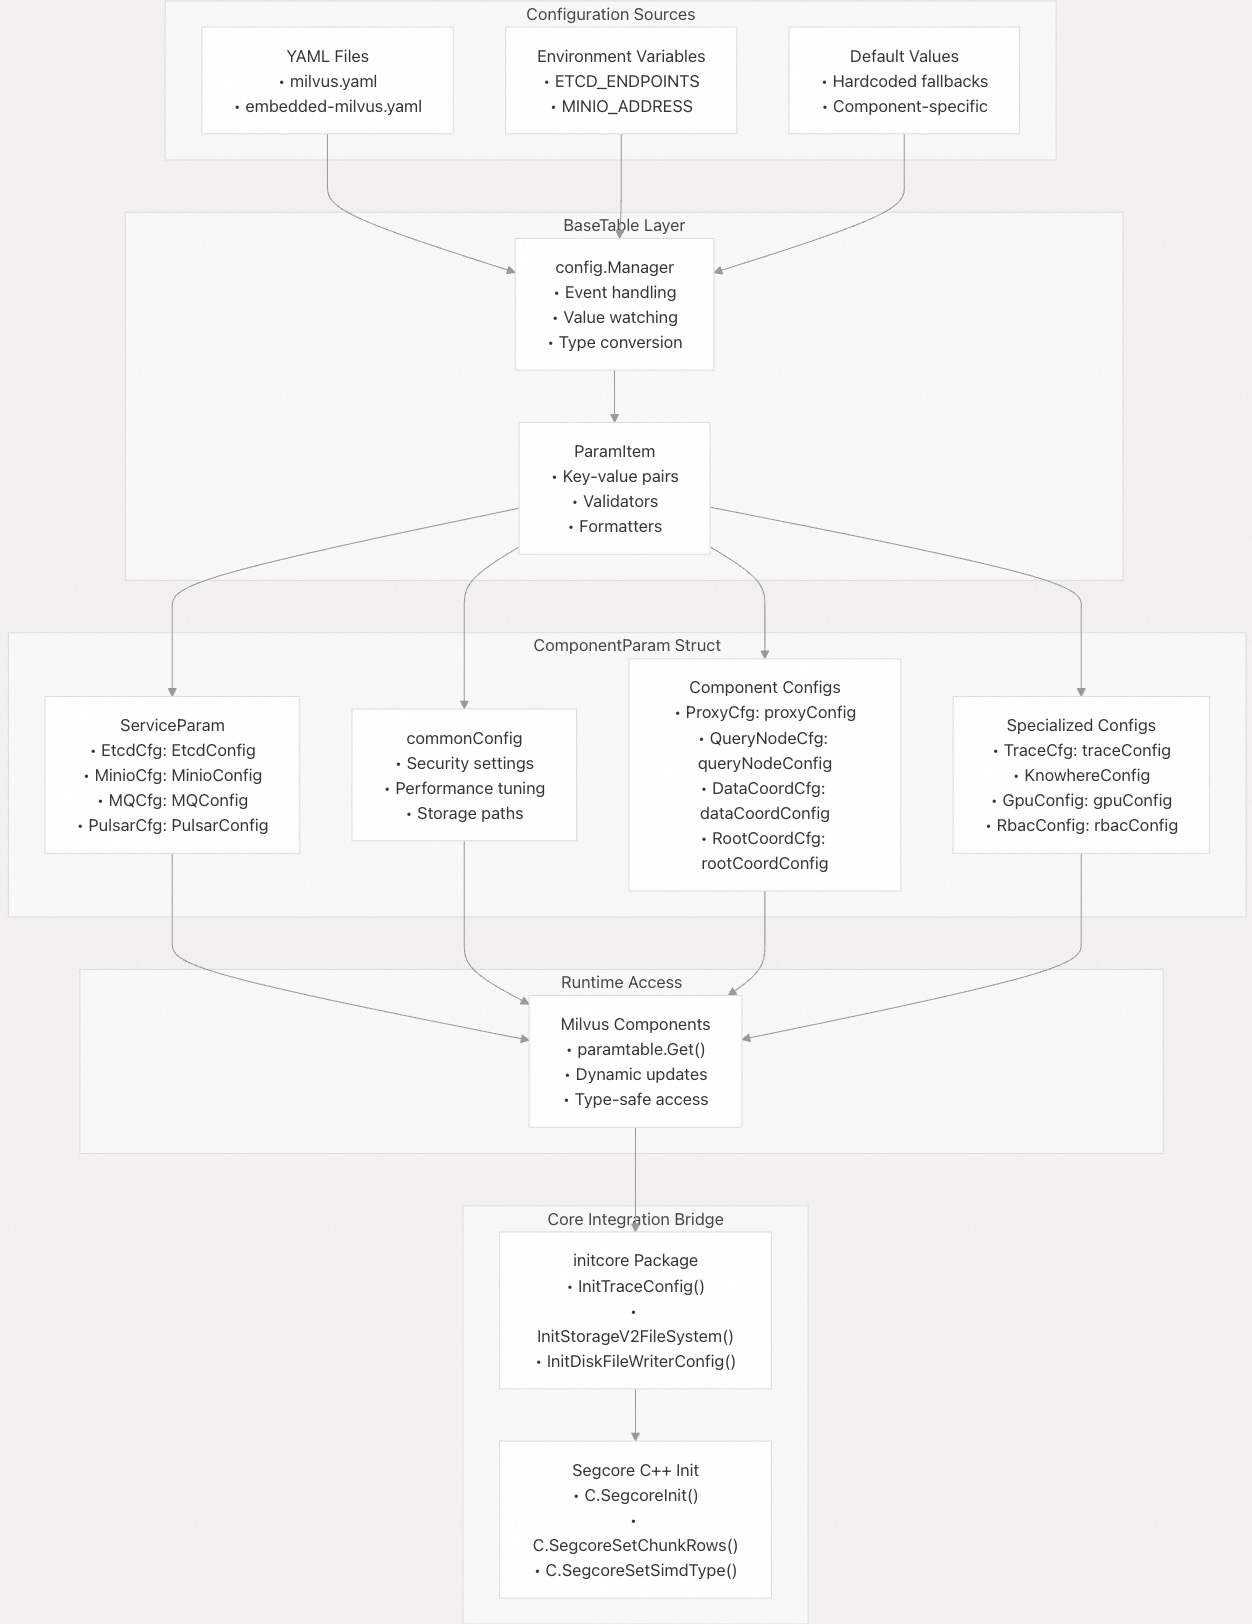 Configuration Sources
YAML Files
• milvus.yaml
• embedded-milvus.yaml
Environment Variables
• ETCD_ENDPOINTS
• MINIO_ADDRESS
Default Values
• Hardcoded fallbacks
• Component-specific
BaseTable Layer
config.Manager
• Event handling
• Value watching
• Type conversion
ParamItem
• Key-value pairs
• Validators
• Formatters
ComponentParam Struct
ServiceParam
• EtcdCfg: EtcdConfig
• MinioCfg: MinioConfig
• MQCfg: MQConfig
• PulsarCfg: PulsarConfig
commonConfig
• Security settings
• Performance tuning
• Storage paths
Component Configs
• ProxyCfg: proxyConfig
• QueryNodeCfg:
queryNodeConfig
• DataCoordCfg:
dataCoordConfig
• RootCoordCfg:
rootCoordConfig
Specialized Configs
• TraceCfg: traceConfig
• KnowhereConfig
• GpuConfig: gpuConfig
• RbacConfig: rbacConfig
Runtime Access
Milvus Components
• paramtable.Get()
• Dynamic updates
• Type-safe access
Core Integration Bridge
initcore Package
• InitTraceConfig()
•
InitStorageV2FileSystem()
• InitDiskFileWriterConfig()
Segcore C++ Init
• C.SegcoreInit()
•
C.SegcoreSetChunkRows()
• C.SegcoreSetSimdType()